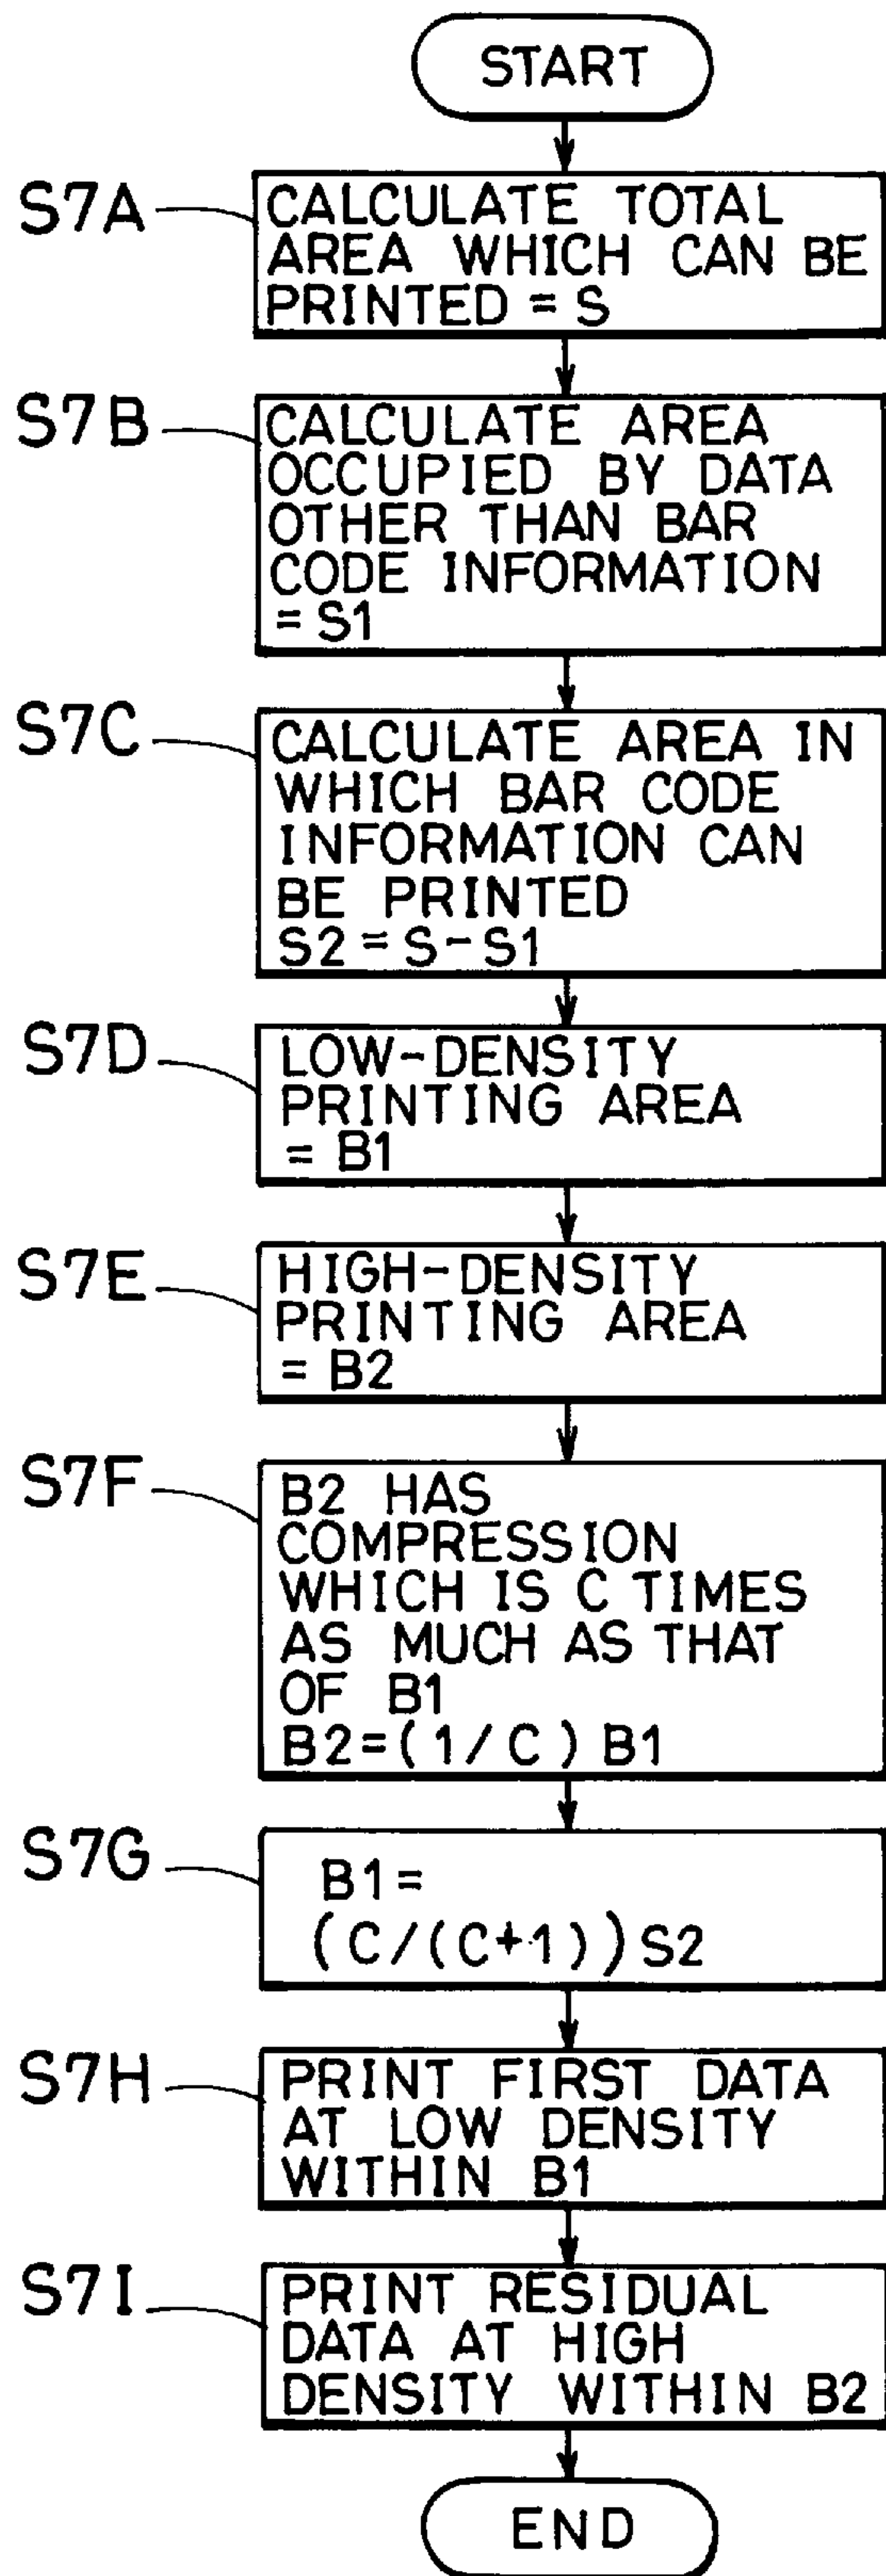 START
S7A
CALCULATE TOTAL
AREA WHICH CAN BE
PRINTED = S
S7B
CALCULATE AREA
OCCUPIED BY DATA
OTHER THAN BAR
CODE INFORMATION
= S1
S7C
CALCULATE AREA IN
WHICH BAR CODE
INFORMATION CAN
BE PRINTED
S2 = S - S1
S7D
LOW-DENSITY
PRINTING AREA
= B1
S7E
HIGH-DENSITY
PRINTING AREA
= B2
S7F
B2 HAS
COMPRESSION
WHICH IS C TIMES
AS MUCH AS THAT
OF B1
B2=(1/C) B1
S7G
B1=
(C/(C+1))S2
S7H
PRINT FIRST DATA
AT LOW DENSITY
WITHIN B1
S7I
PRINT RESIDUAL
DATA AT HIGH
DENSITY WITHIN B2
END